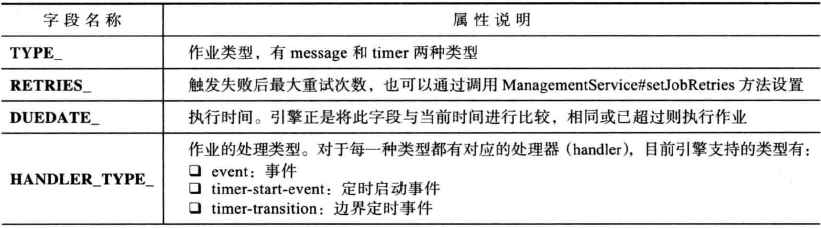 字段名称 属性说明
TYPE_ 作业类型，有 message 和 timer 两种类型
RETRIES_ 触发失败后最大重试次数，也可以通过调用 ManagementService#setJobRetries 方法设置
DUEDATE_ 执行时间。引擎正是将此字段与当前时间进行比较，相同或已超过则执行作业
HANDLER_TYPE_ 作业的处理类型。对于每一种类型都有对应的处理器 (handler)，目前引擎支持的类型有：
❑ event：事件
❑ timer-start-event：定时启动事件
❑ timer-transition：边界定时事件